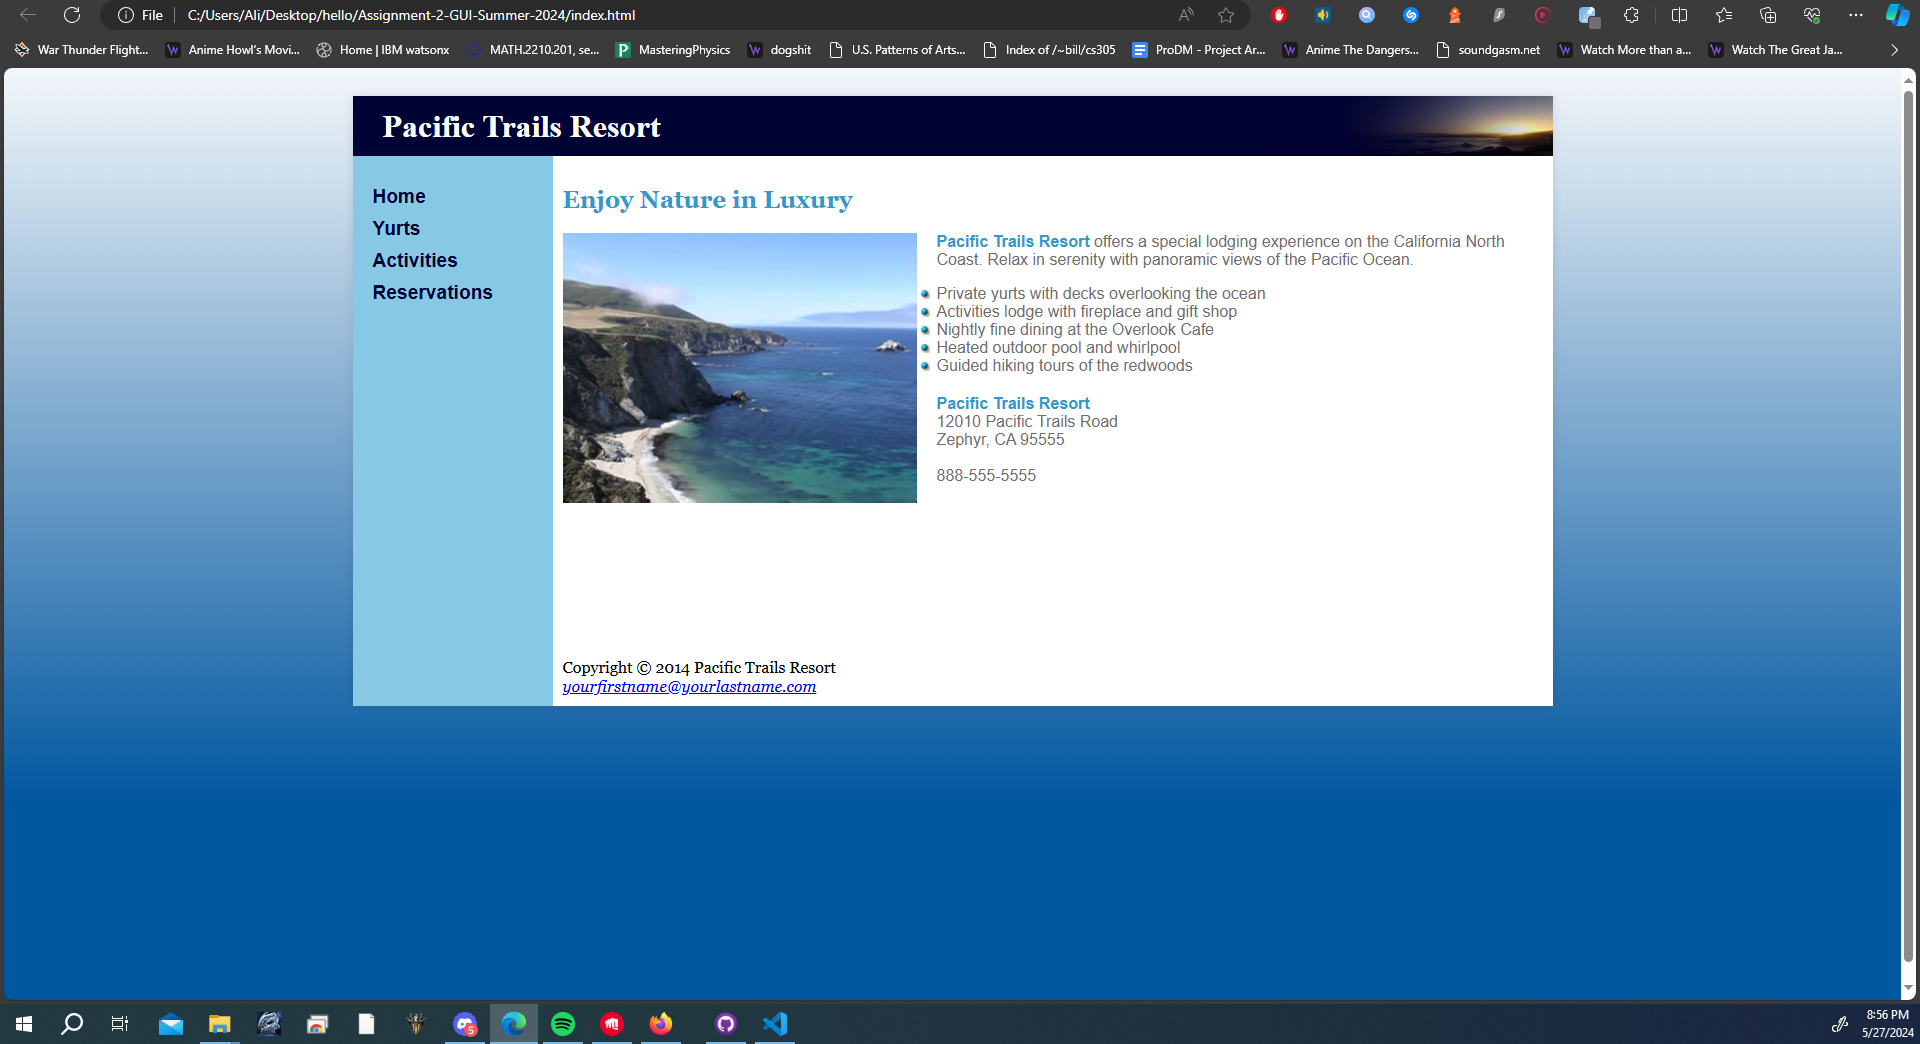 File
C:/Users/Ali/Desktop/hello/Assignment-2-GUI-Summer-2024/index.html
War Thunder Flight...
Anime Howl's Movi...
Home | IBM watsonx
MATH.2210.201, se...
MasteringPhysics
dogshit
U.S. Patterns of Arts...
Index of /~bill/cs305
ProDM - Project Ar...
Anime The Dangers...
soundgasm.net
Watch More than a...
Watch The Great Ja...
Pacific Trails Resort
Home
Yurts
Activities
Reservations
Enjoy Nature in Luxury
Pacific Trails Resort offers a special lodging experience on the California North
Coast. Relax in serenity with panoramic views of the Pacific Ocean.
Private yurts with decks overlooking the ocean
Activities lodge with fireplace and gift shop
Nightly fine dining at the Overlook Cafe
Heated outdoor pool and whirlpool
Guided hiking tours of the redwoods
Pacific Trails Resort
12010 Pacific Trails Road
Zephyr, CA 95555
888-555-5555
Copyright © 2014 Pacific Trails Resort
yourfirstname@yourlastname.com
5
8:56 PM
5/27/2024